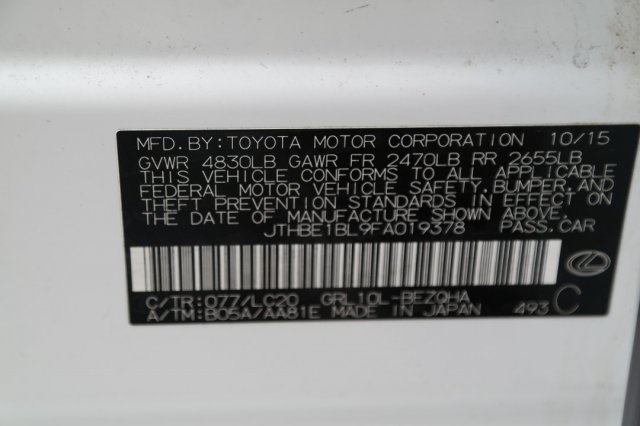 MFD. BY: TOYOTA MOTOR CORPORATION 10/15
GVWR 4830LB GAWR FR 2470LB RR 2655LB
THIS VEHICLE CONFORMS TO ALL APPLICABLE
FEDERAL MOTOR VEHICLE SAFETY, BUMPER, AND
THEFT PREVENTION STANDARDS IN EFFECT ON
THE DATE OF MANUFACTURE SHOWN ABOVE.
JTHBE1BL9FA019378 PASS. CAR
C/TR: 077/LC20 GRL10L-BEZQHA C
A/TM: B05A/AA81E MADE IN JAPAN 493